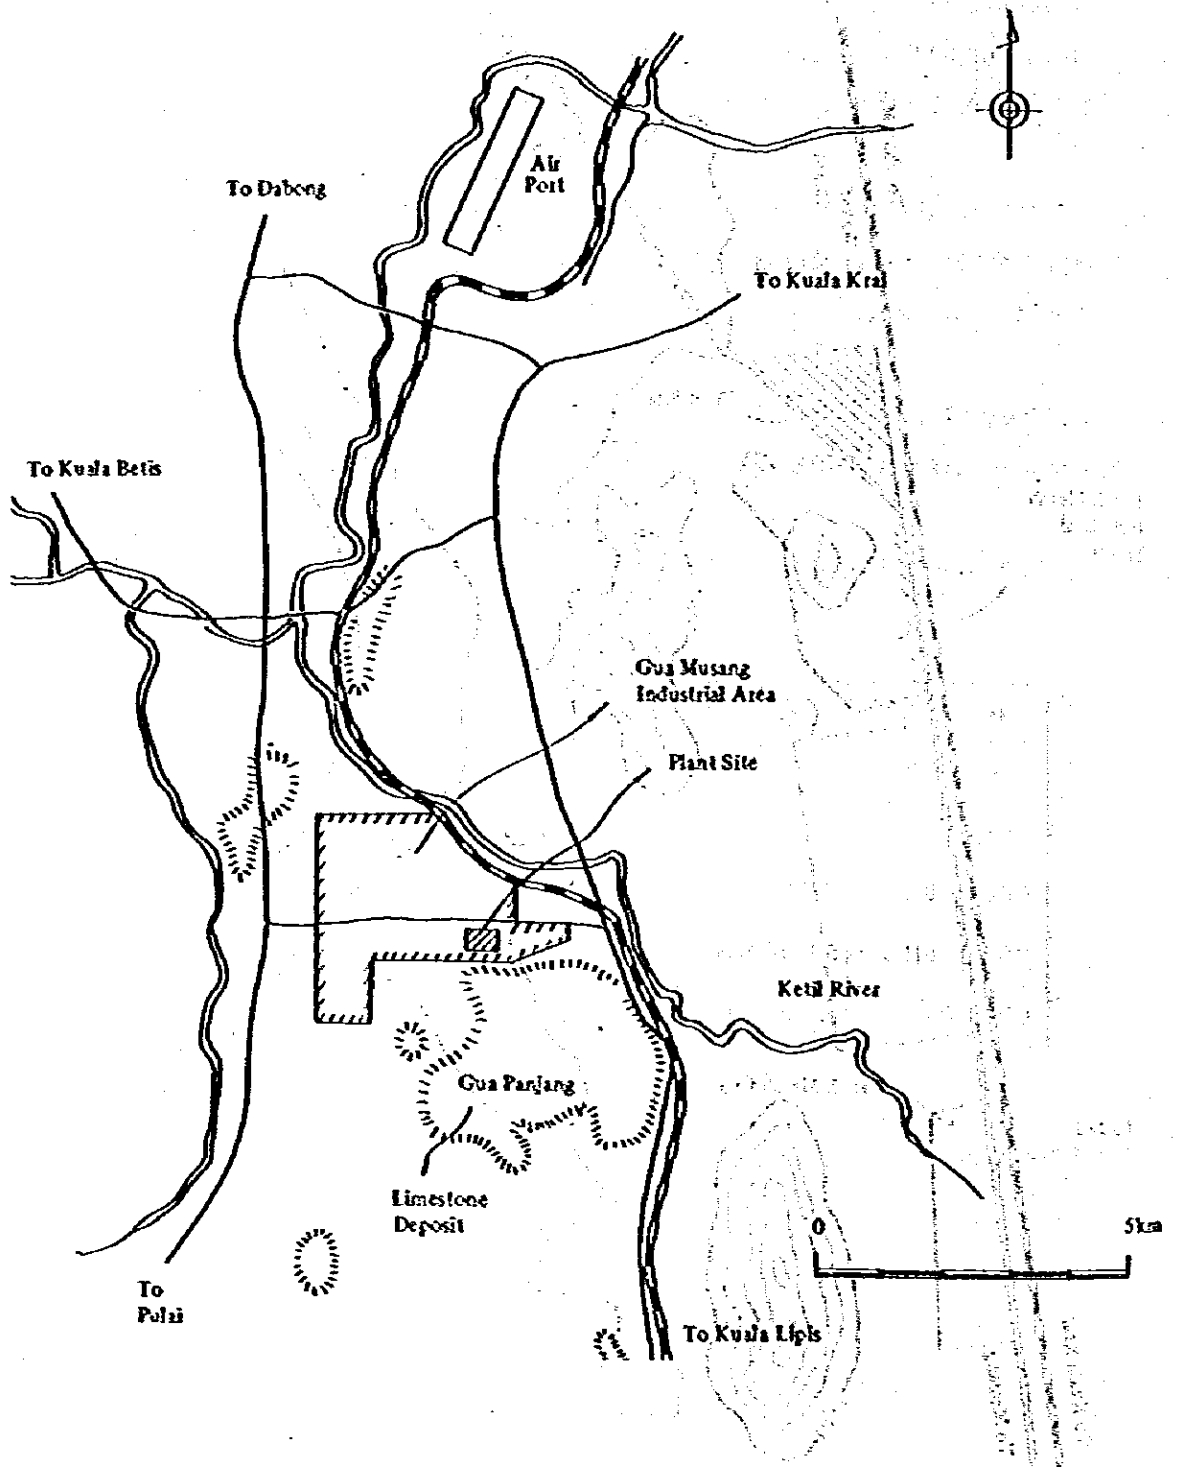 Air
Port
To Dabong
To Kuala Krai
To Kuala Betis
Gua Musang
Industrial Area
Plant Site
Ketil River
Gua Panjang
Limestone
Deposit
0 5km
To
Pulai
To Kuala Lipis